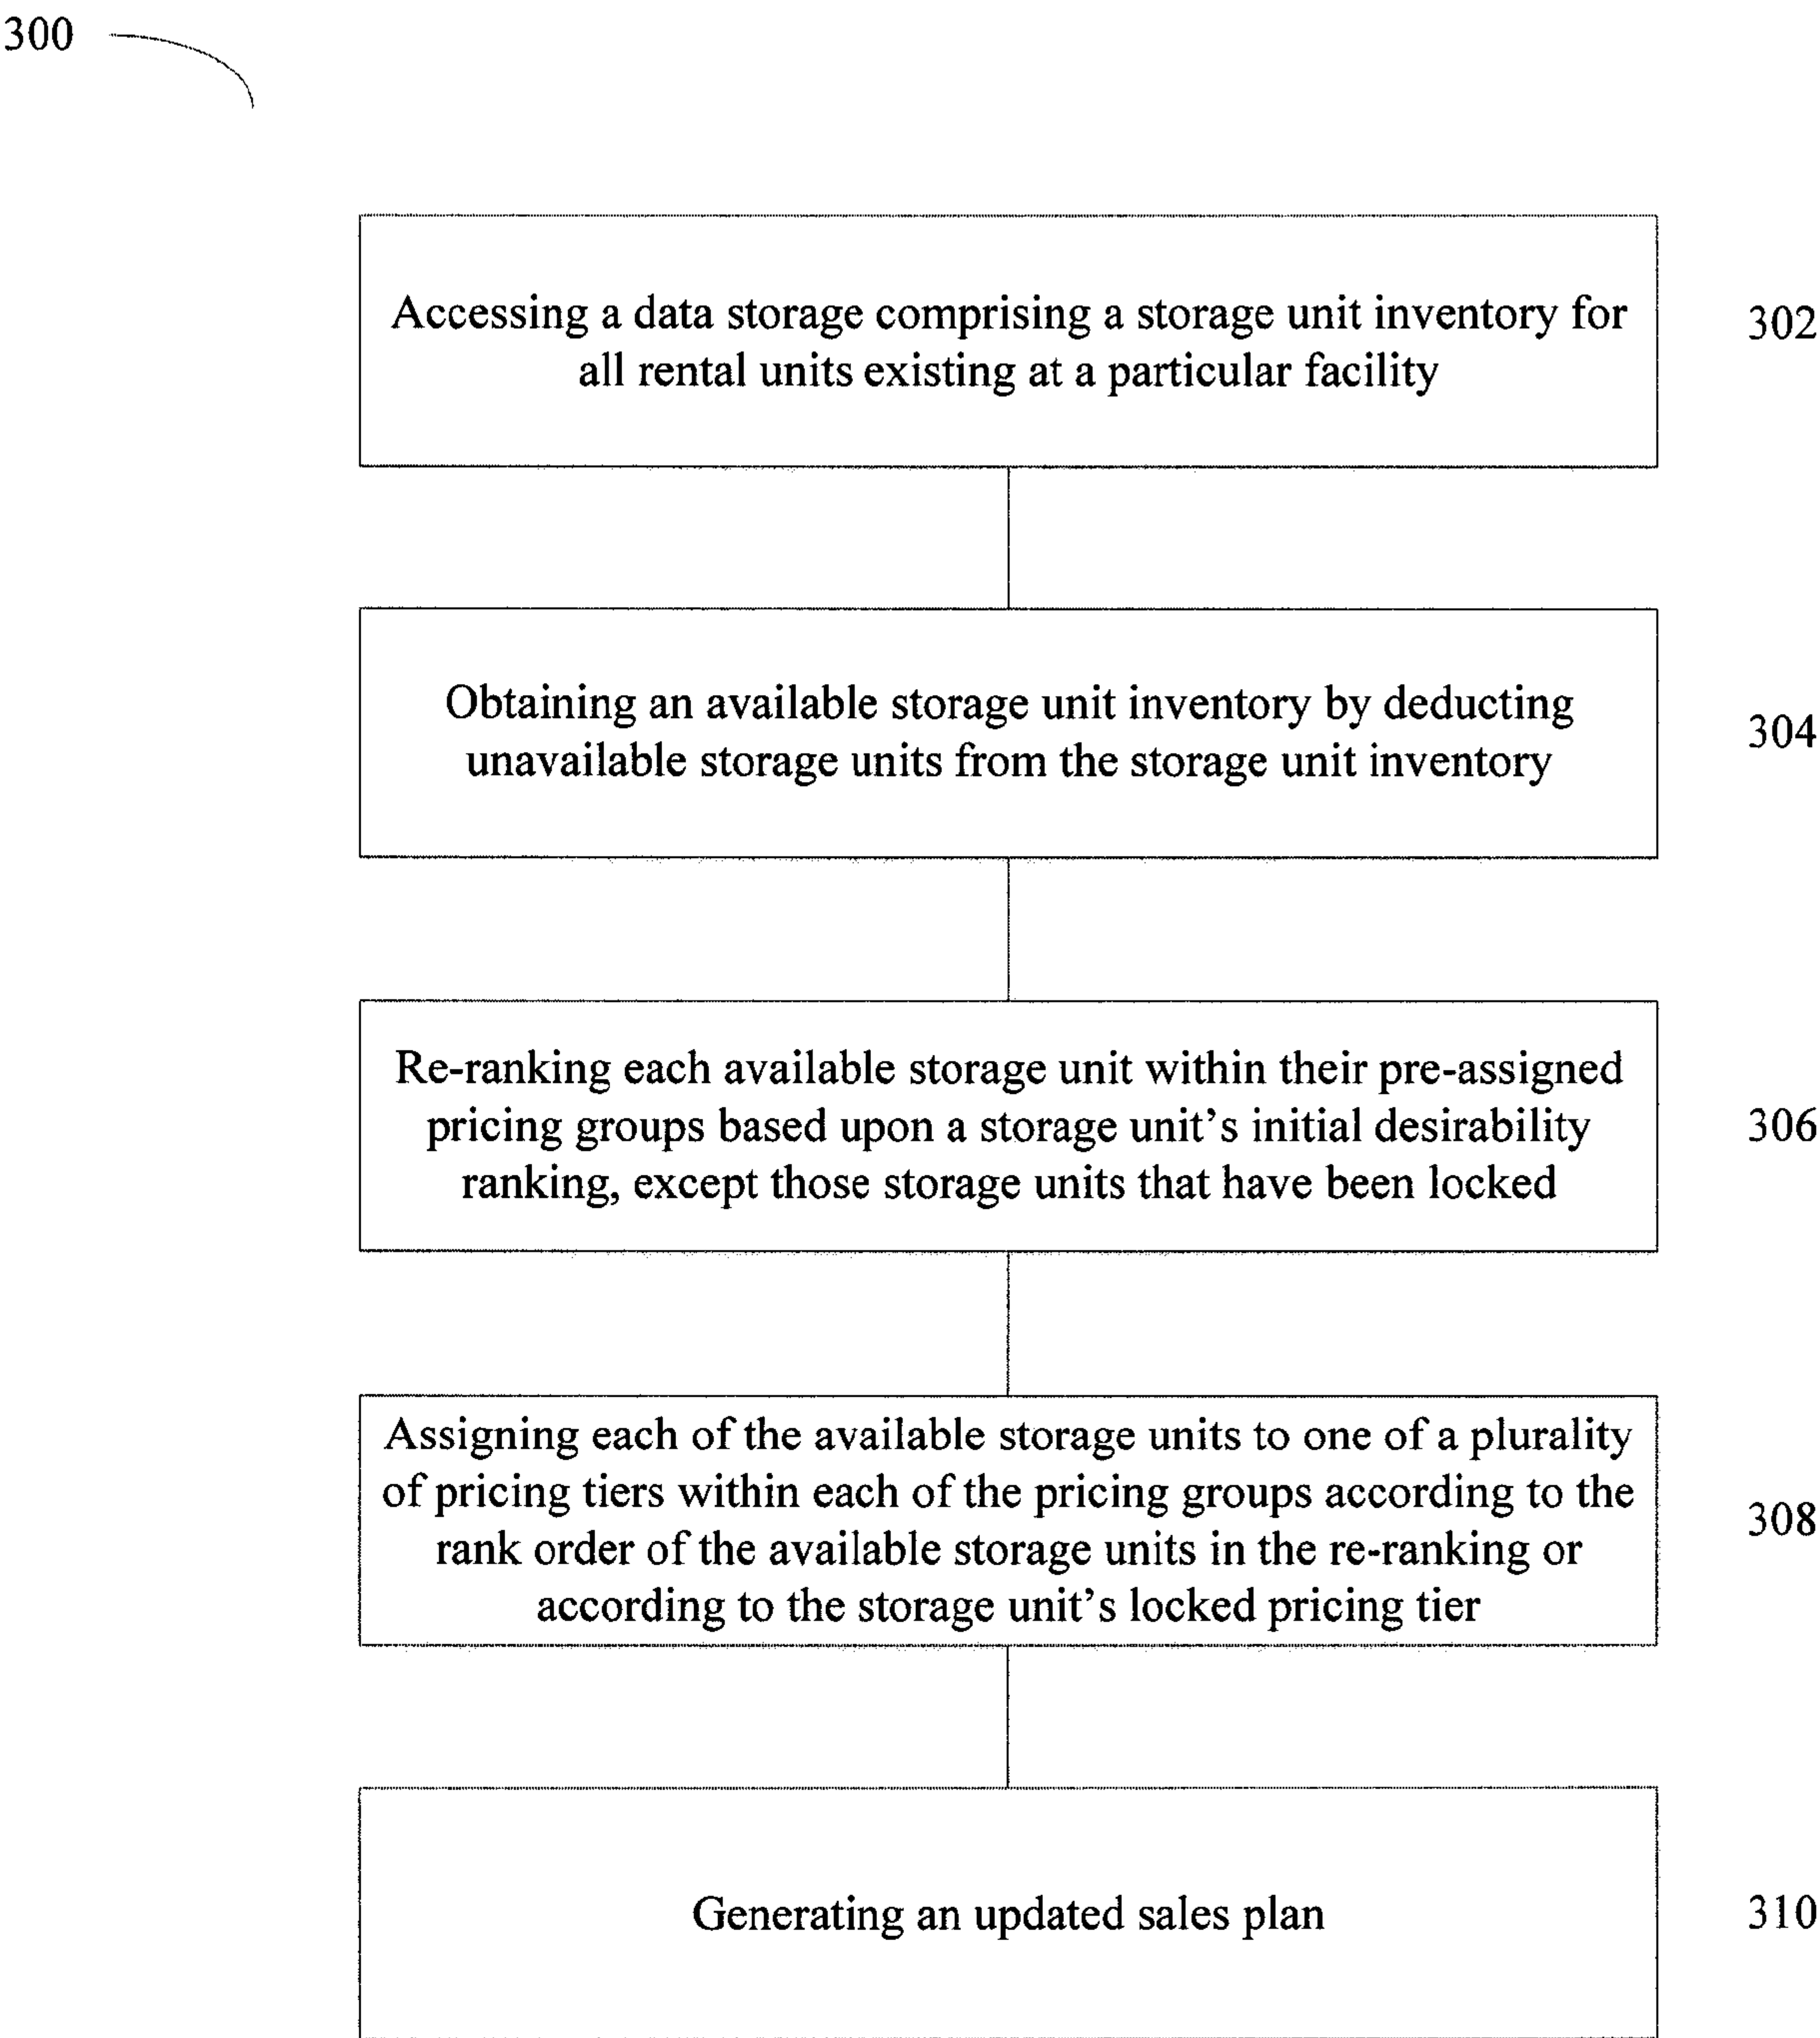 300
Accessing a data storage comprising a storage unit inventory for
all rental units existing at a particular facility
302
Obtaining an available storage unit inventory by deducting
unavailable storage units from the storage unit inventory
304
Re-ranking each available storage unit within their pre-assigned
pricing groups based upon a storage unit's initial desirability
ranking, except those storage units that have been locked
306
Assigning each of the available storage units to one of a plurality
of pricing tiers within each of the pricing groups according to the
rank order of the available storage units in the re-ranking or
according to the storage unit's locked pricing tier
308
Generating an updated sales plan
310